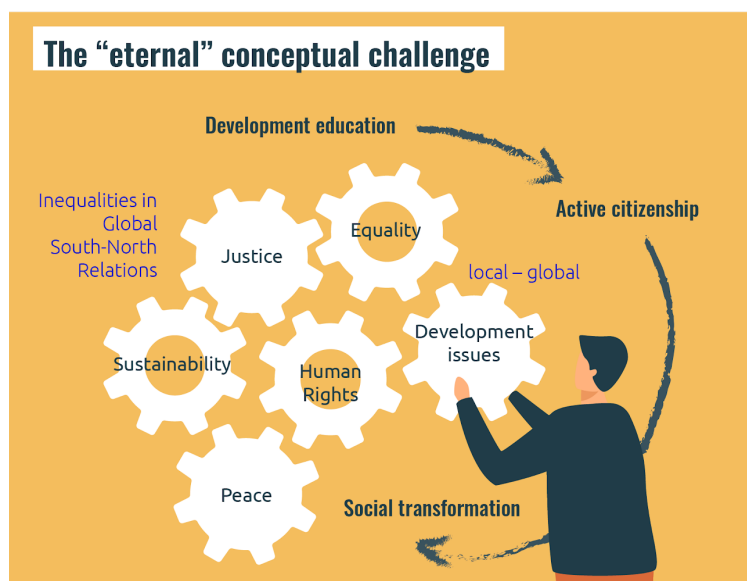 The “eternal” conceptual challenge
Development education
Active citizenship
Inequalities in
Global
South-North
Relations
Justice
Equality
local – global
Development
issues
Sustainability
Human
Rights
Peace
Social transformation